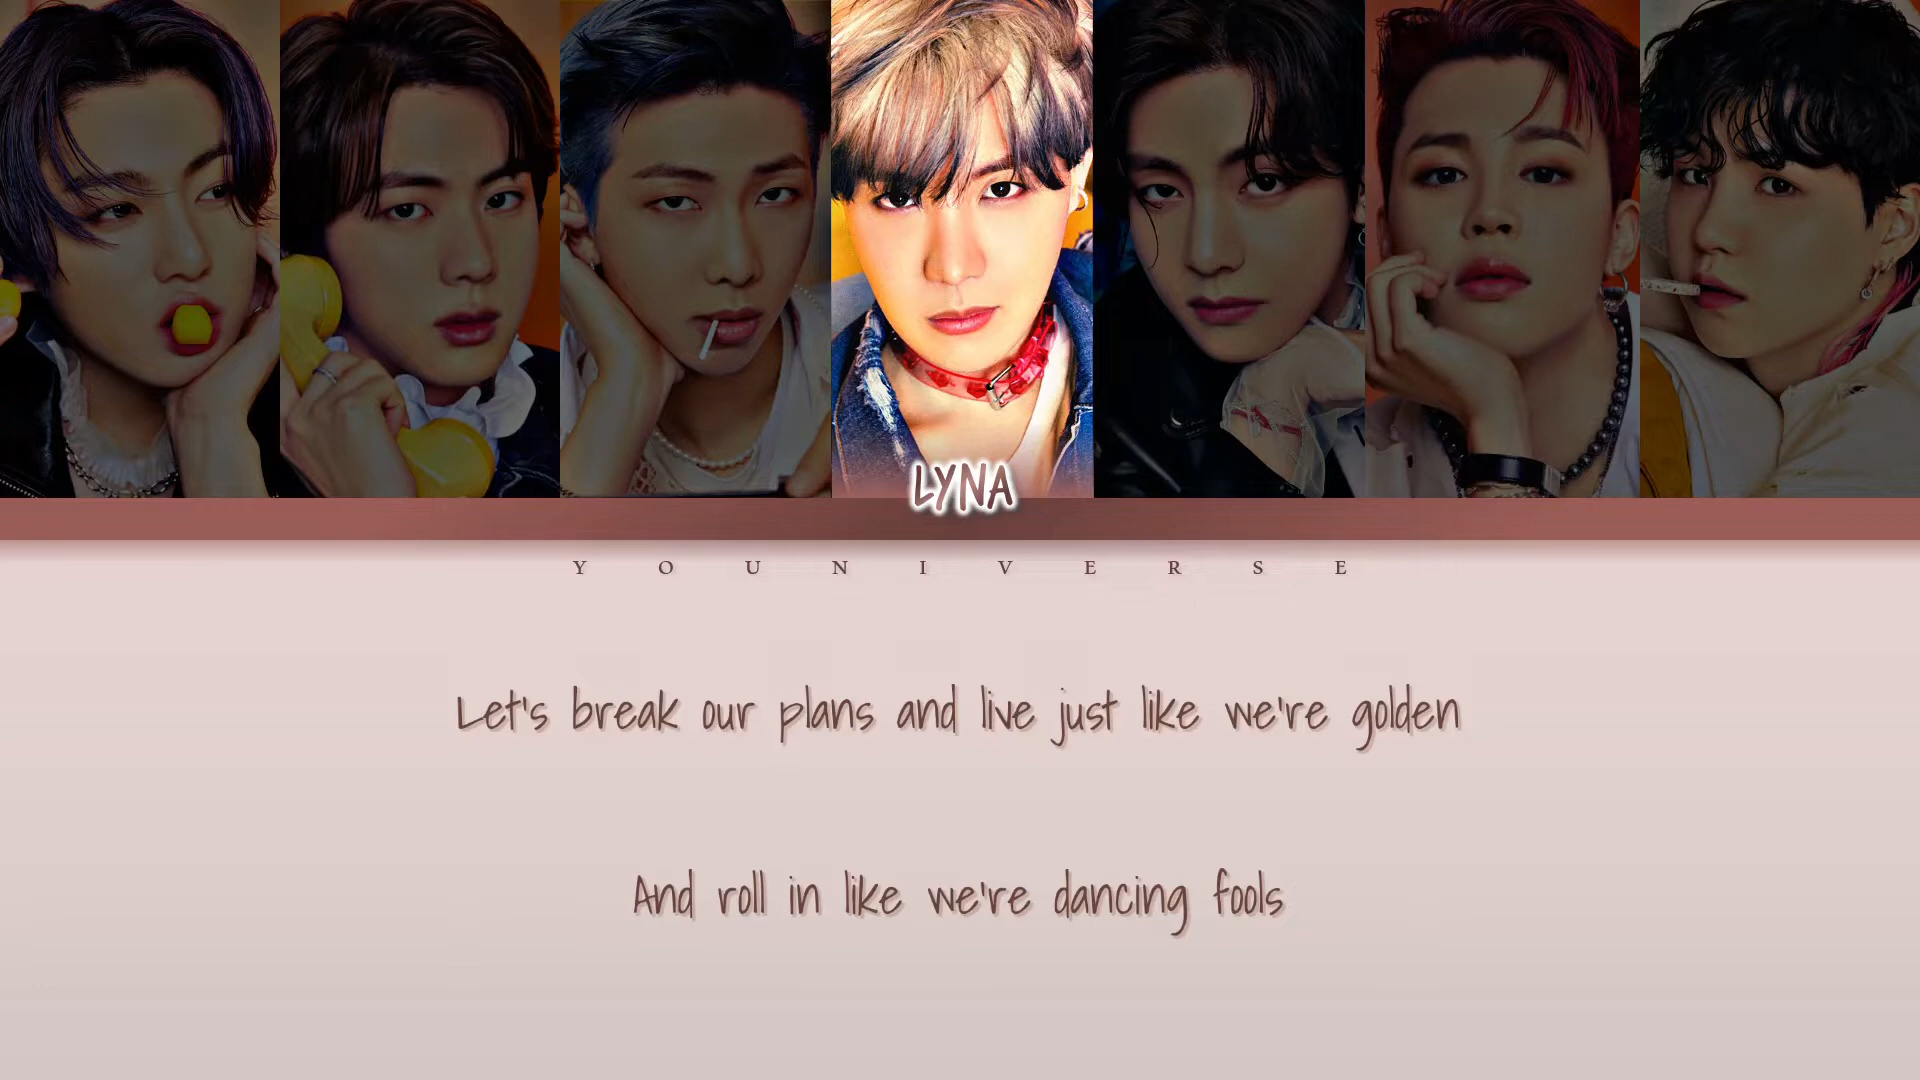 LYNA
YOUNIVERSE
Let's break our plans and live just like we're golden
And roll in like we're dancing fools